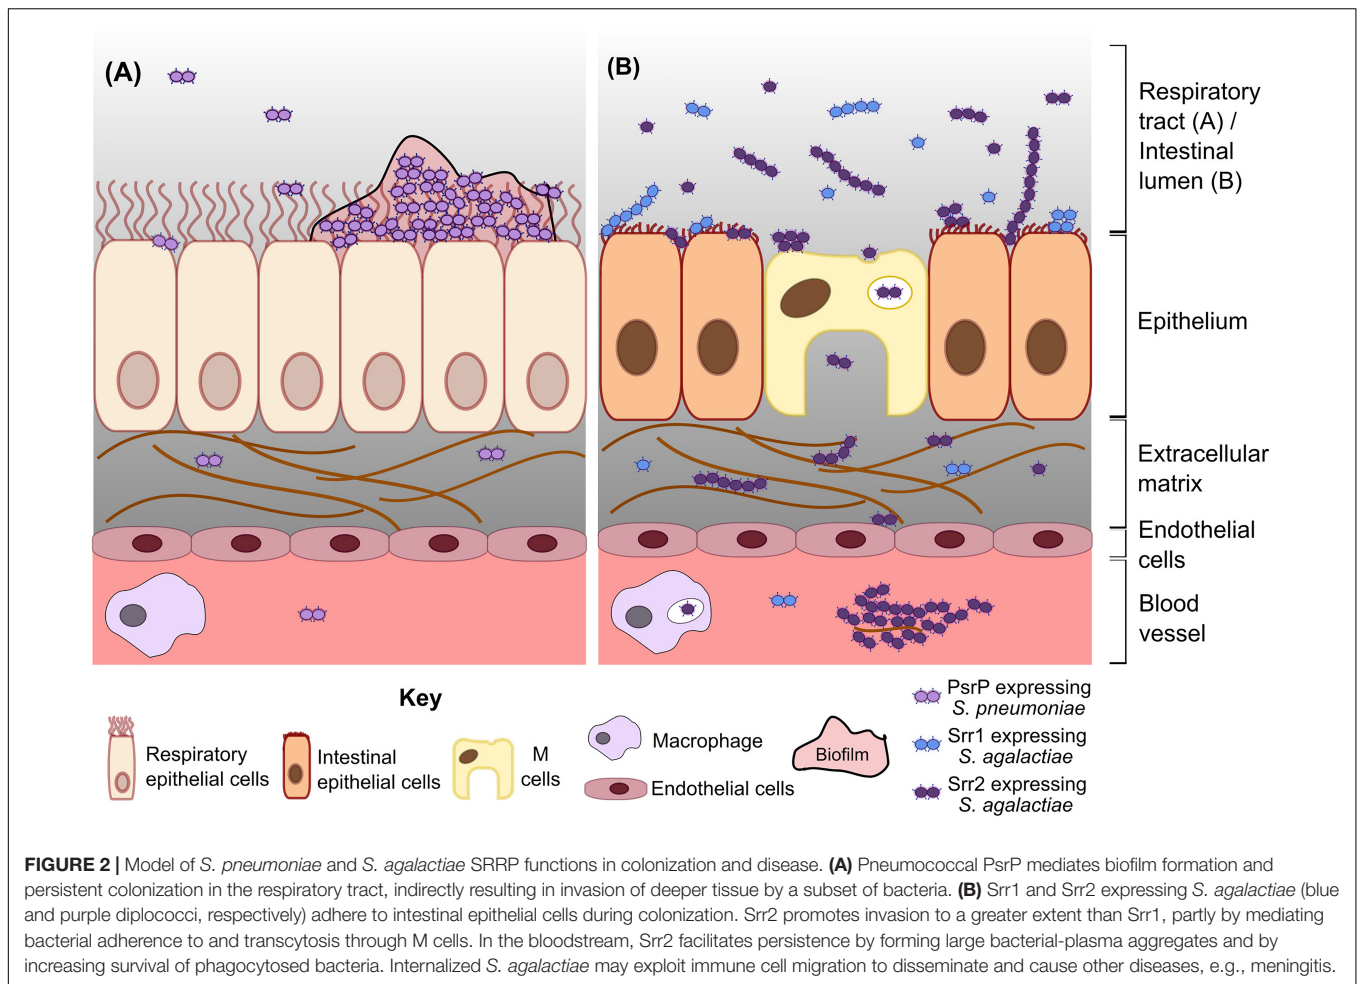 (A)
(B)
Respiratory
tract (A) /
Intestinal
lumen (B)
Epithelium
Extracellular
matrix
Endothelial
cells
Blood
vessel
Key
Respiratory
epithelial cells
Intestinal
epithelial cells
M
cells
Macrophage
Endothelial cells
Biofilm
PsrP expressing
S. pneumoniae
Srr1 expressing
S. agalactiae
Srr2 expressing
S. agalactiae
FIGURE 2 | Model of S. pneumoniae and S. agalactiae SRRP functions in colonization and disease. (A) Pneumococcal PsrP mediates biofilm formation and
persistent colonization in the respiratory tract, indirectly resulting in invasion of deeper tissue by a subset of bacteria. (B) Srr1 and Srr2 expressing S. agalactiae (blue
and purple diplococci, respectively) adhere to intestinal epithelial cells during colonization. Srr2 promotes invasion to a greater extent than Srr1, partly by mediating
bacterial adherence to and transcytosis through M cells. In the bloodstream, Srr2 facilitates persistence by forming large bacterial-plasma aggregates and by
increasing survival of phagocytosed bacteria. Internalized S. agalactiae may exploit immune cell migration to disseminate and cause other diseases, e.g., meningitis.